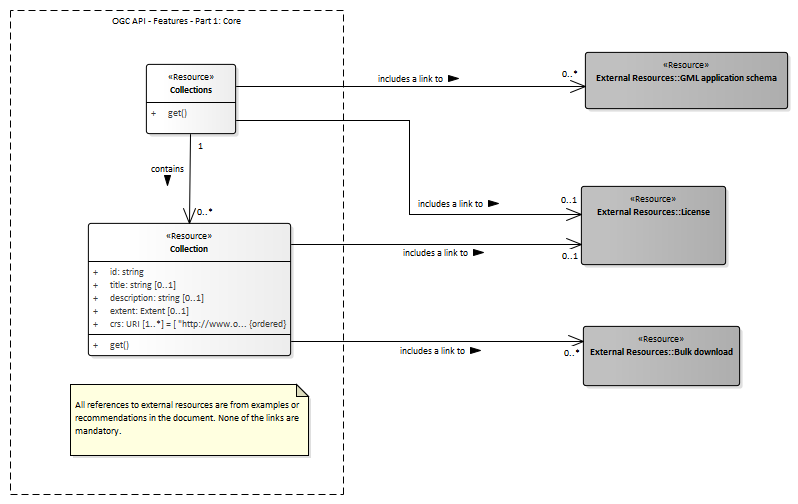 OGC API - Features - Part 1: Core
«Resource»
Collections
+ get()
includes a link to
0..*
«Resource»
External Resources::GML application schema
1
contains
0..*
includes a link to
0..1
«Resource»
External Resources::License
«Resource»
Collection
+ id: string
+ title: string [0..1]
+ description: string [0..1]
+ extent: Extent [0..1]
+ crs: URI [1..*] = [ "http://www.o... {ordered}
+ get()
includes a link to
0..1
includes a link to
0..*
«Resource»
External Resources::Bulk download
All references to external resources are from examples or
recommendations in the document. None of the links are
mandatory.